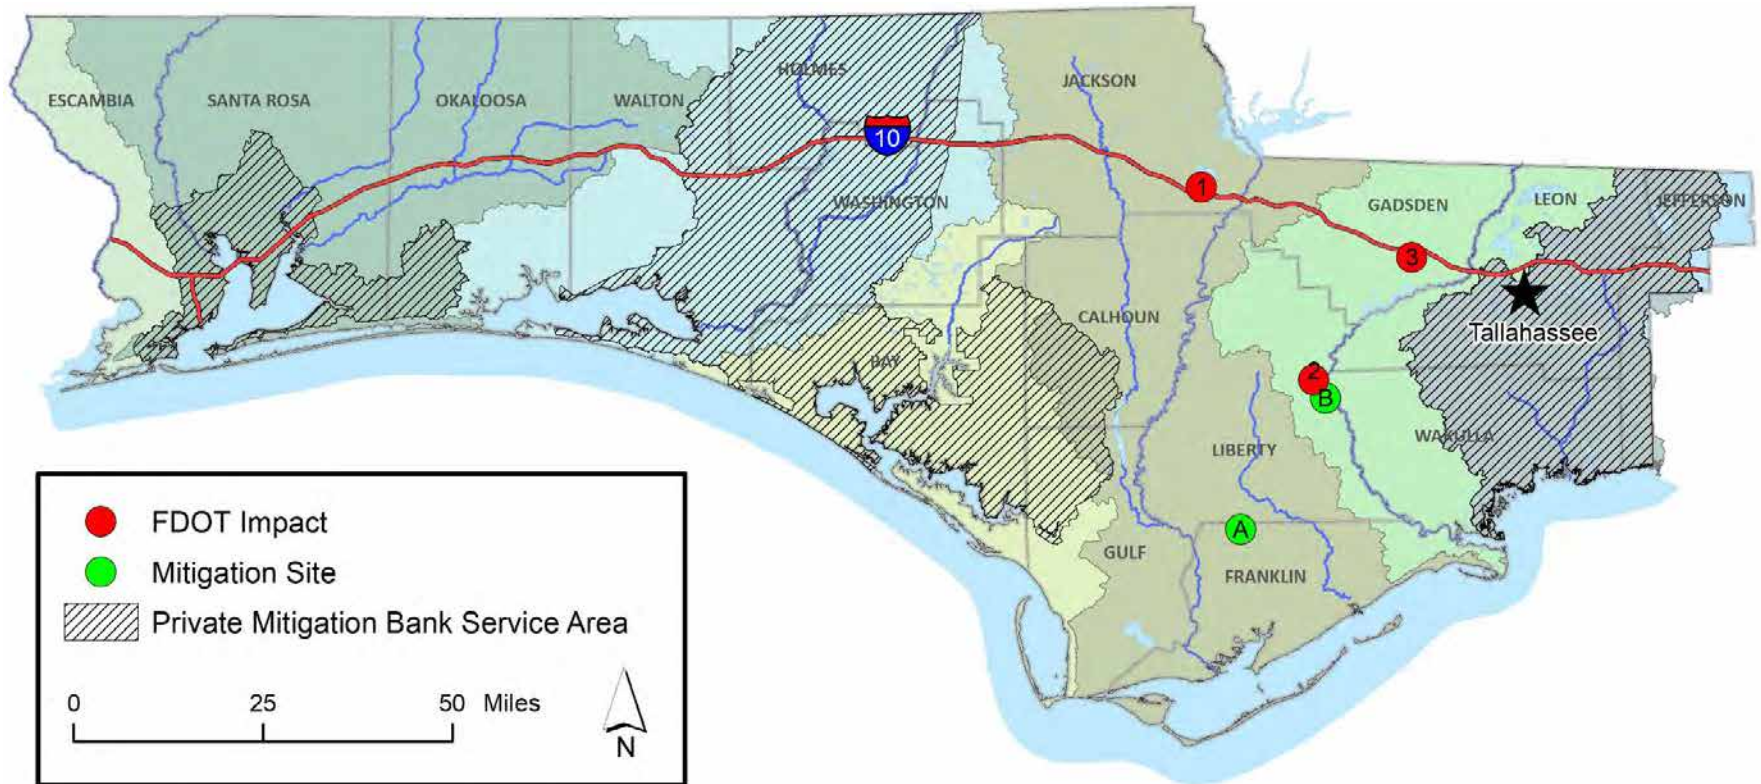 HOLMES
JACKSON
ESCAMBIA
SANTA ROSA
OKALOOSA
WALTON
10
1
WASHINGTON
GADSDEN
LEON
JEFFERSON
3
CALHOUN
Tallahassee
BAY
2
B
WAKULLA
LIBERTY
A
GULF
FRANKLIN
FDOT Impact
Mitigation Site
Private Mitigation Bank Service Area
0 25 50 Miles
N